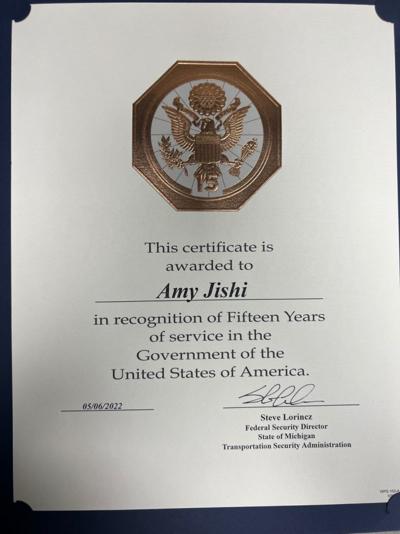 15
This certificate is
awarded to
Amy Jishi
in recognition of Fifteen Years
of service in the
Government of the
United States of America.
05/06/2022
Steve Lorincz
Federal Security Director
State of Michigan
Transportation Security Administration